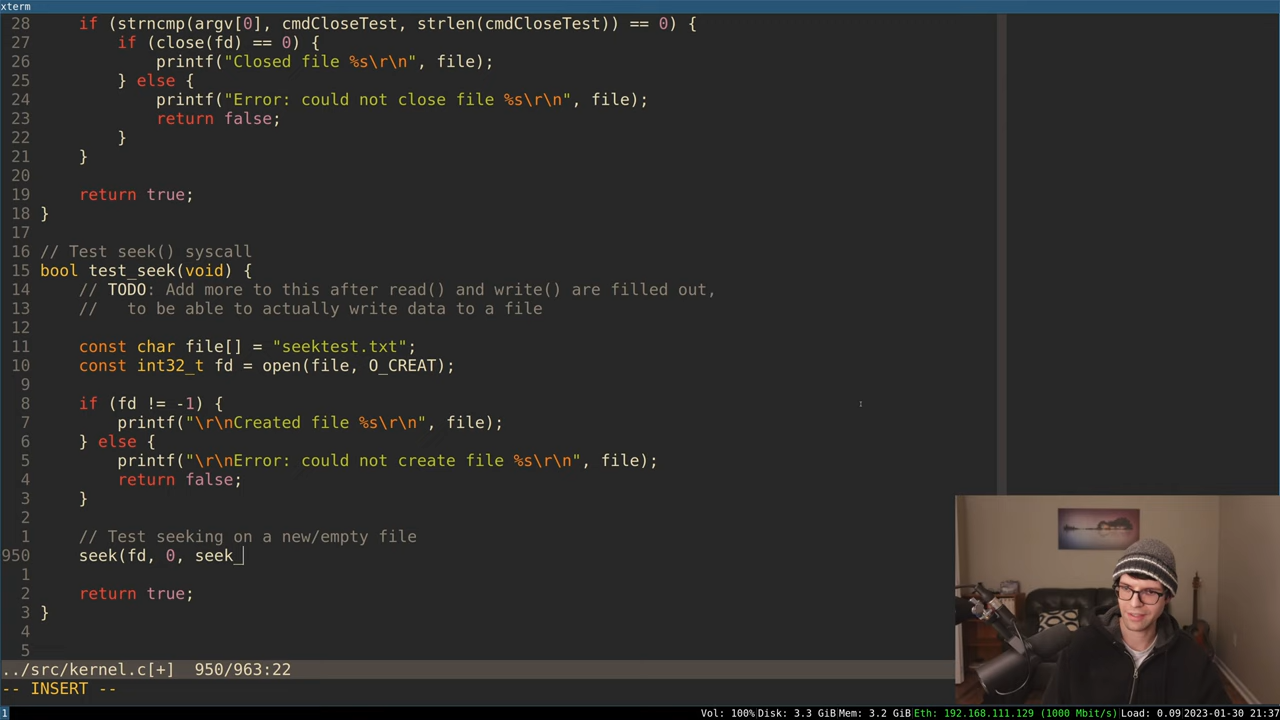 xterm
28 if (strncmp(argv[0], cmdCloseTest, strlen(cmdCloseTest)) == 0) {
27 if (close(fd) == 0) {
26 printf("Closed file %s\r\n", file);
25 } else {
24 printf("Error: could not close file %s\r\n", file);
23 return false;
22 }
21 }
20
19 return true;
18 }
17
16 // Test seek() syscall
15 bool test_seek(void) {
14 // TODO: Add more to this after read() and write() are filled out,
13 // to be able to actually write data to a file
12
11 const char file[] = "seektest.txt";
10 const int32_t fd = open(file, O_CREAT);
9
8 if (fd != -1) {
7 printf("\r\nCreated file %s\r\n", file);
6 } else {
5 printf("\r\nError: could not create file %s\r\n", file);
4 return false;
3 }
2
1 // Test seeking on a new/empty file
950 seek(fd, 0, seek_
1
2 return true;
3 }
4
5
../src/kernel.c[+] 950/963:22
-- INSERT --
1 Vol: 100% Disk: 3.3 GiB Mem: 3.2 GiB Eth: 192.168.111.129 (1000 Mbit/s) Load: 0.09 2023-01-30 21:37